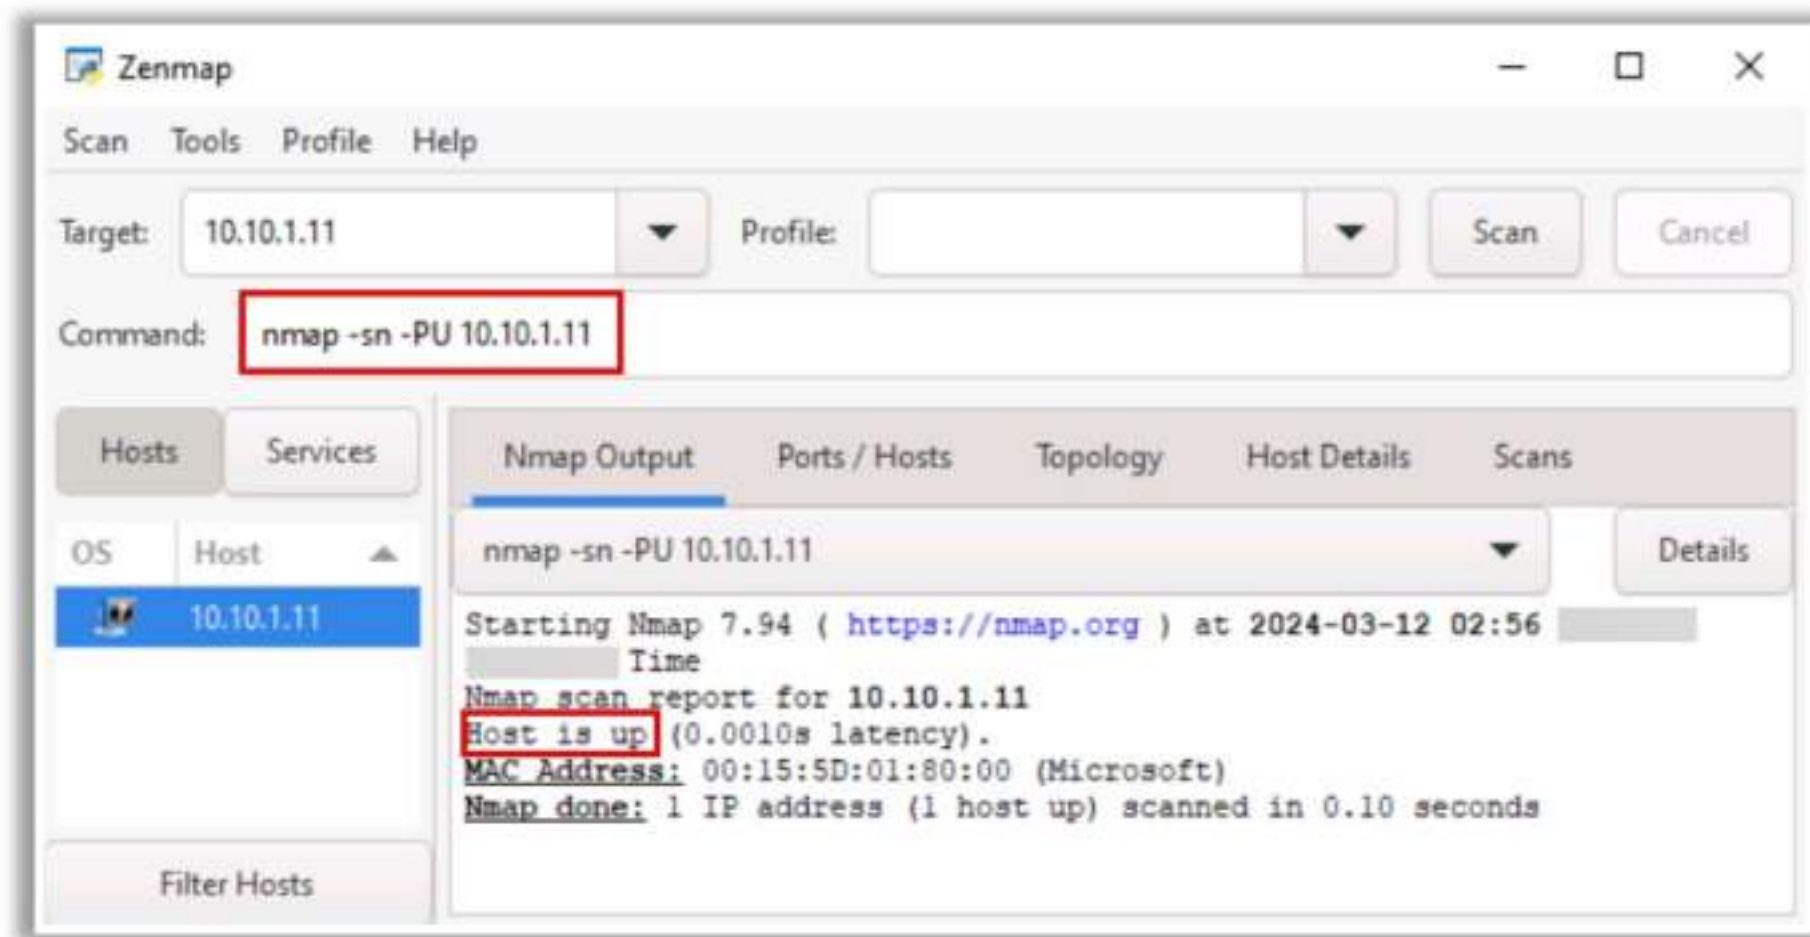 Zenmap
Scan Tools Profile Help
Target: 10.10.1.11 Profile: Scan Cancel
Command: nmap -sn -PU 10.10.1.11
Hosts Services
Nmap Output Ports / Hosts Topology Host Details Scans
OS Host
nmap -sn -PU 10.10.1.11 Details
10.10.1.11
Starting Nmap 7.94 ( https://nmap.org ) at 2024-03-12 02:56
Time
Nmap scan report for 10.10.1.11
Host is up (0.0010s latency).
MAC Address: 00:15:5D:01:80:00 (Microsoft)
Nmap done: 1 IP address (1 host up) scanned in 0.10 seconds
Filter Hosts